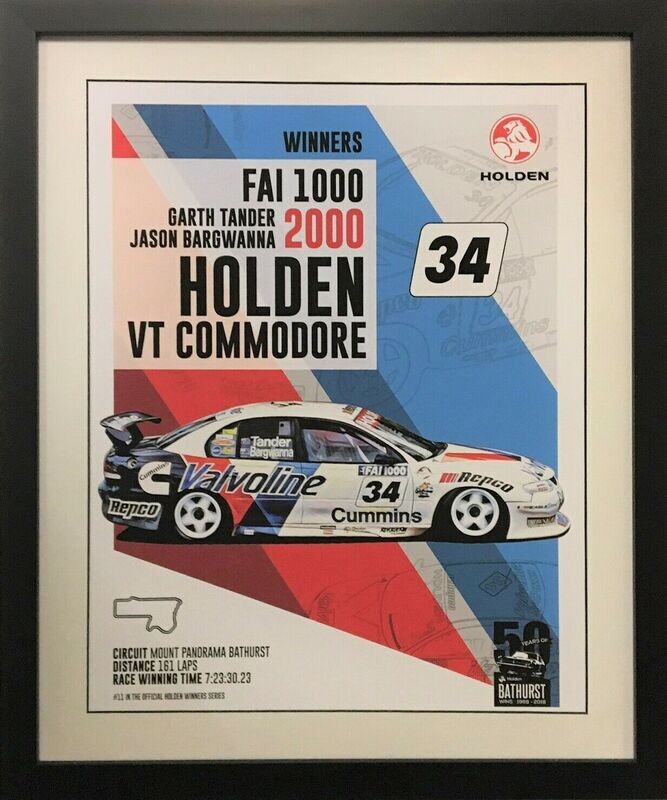 WINNERS
FAI 1000
GARTH TANDER
JASON BARGWANNA
2000
HOLDEN
VT COMMODORE
HOLDEN
34
Tander
Bargwanna
Valvoline
Cummins
REPCO
FAI 1000
34
Cummins
Repco
CIRCUIT MOUNT PANORAMA BATHURST
DISTANCE 161 LAPS
RACE WINNING TIME 7:23:30.23
#11 IN THE OFFICIAL HOLDEN WINNERS SERIES
50
YEARS OF
Holden
BATHURST
WINS 1968 - 2018